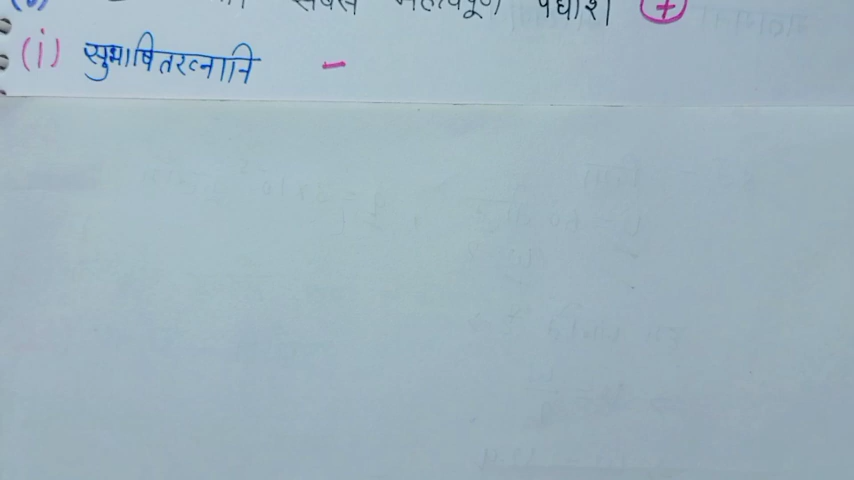 सबसे महत्वपूर्ण पद्यांश +
(i) सुभाषितरत्नानि -